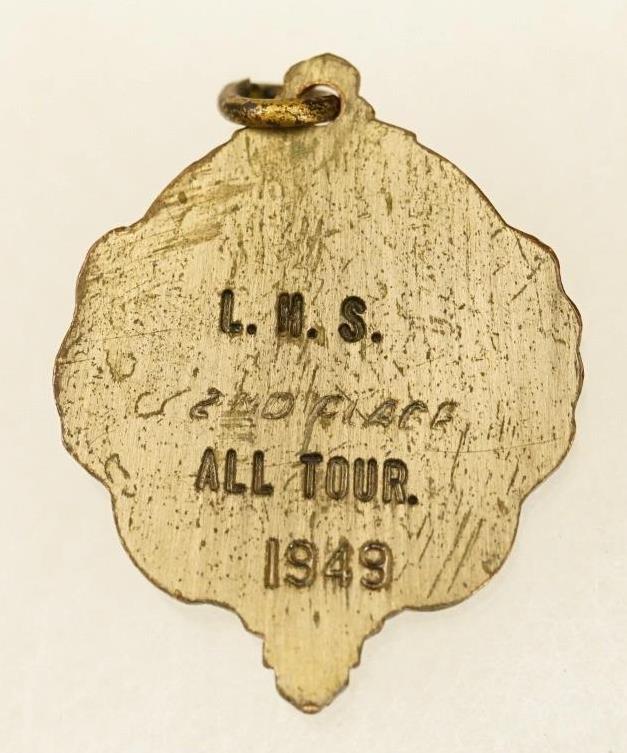 L. H. S.
2ND PLACE
ALL TOUR.
1949